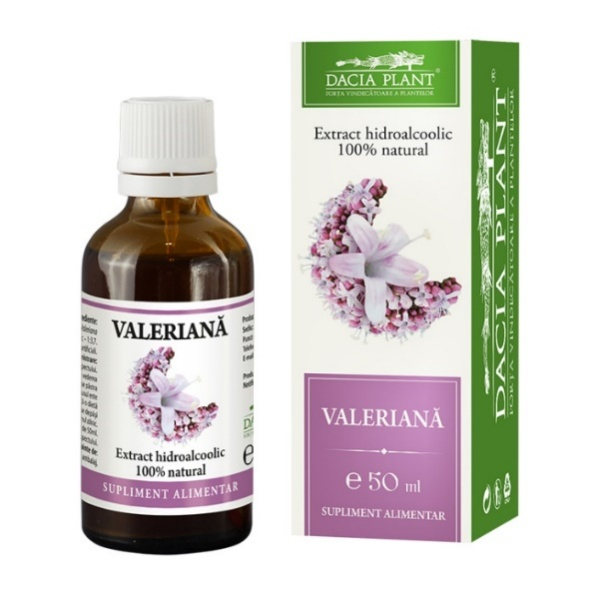 VALERIANĂ
Extract hidroalcoolic
100% natural
SUPLIMENT ALIMENTAR
DACIA PLANT®
FORȚA VINDECĂTOARE A PLANTELOR
Extract hidroalcoolic
100% natural
VALERIANĂ
℮ 50 ml
SUPLIMENT ALIMENTAR
DACIA PLANT®
FORȚA VINDECĂTOARE A PLANTELOR